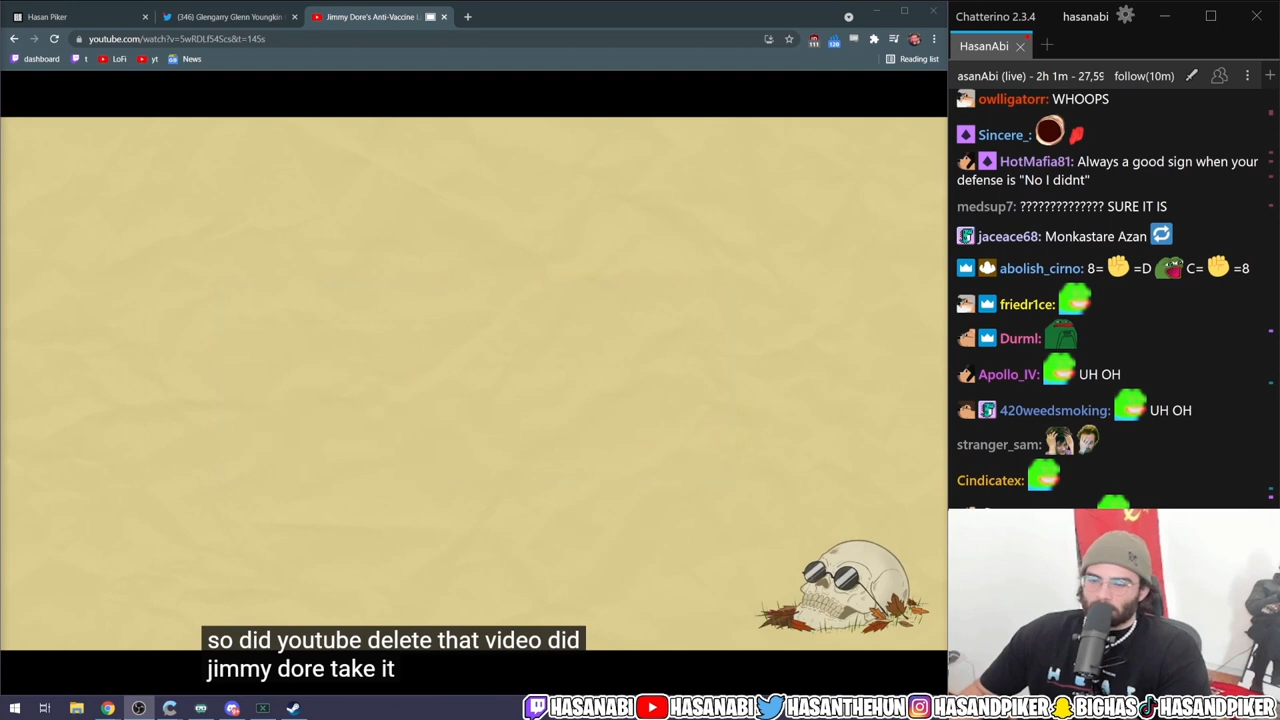 Hasan Piker
(346) Glengarry Glenn Youngkin
Jimmy Dore's Anti-Vaccine
youtube.com/watch?v=5wRDLf54Scs&t=145s
111
120
dashboard
t
LoFi
yt
News
Reading list
so did youtube delete that video did
jimmy dore take it
Chatterino 2.3.4
hasanabi
HasanAbi
asanAbi (live) - 2h 1m - 27,59
follow(10m)
owlligatorr: WHOOPS
Sincere_:
HotMafia81: Always a good sign when your
defense is "No I didnt"
medsup7: ?????????????? SURE IT IS
jaceace68: Monkastare Azan
abolish_cirno: 8= =D C= =8
friedr1ce:
Durml:
Apollo_IV: UH OH
420weedsmoking: UH OH
stranger_sam:
Cindicatex:
HASANABI
HASANABI
HASANTHEHUN
HASANDPIKER
BIGHAS
HASANDPIKER